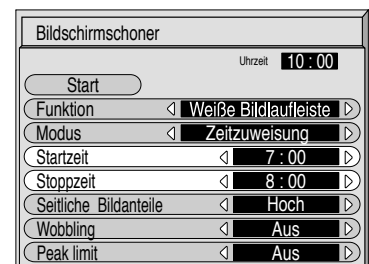 Bildschirmschoner
Uhrzeit 10 : 00
Start
Funktion Weiße Bildlaufleiste
Modus Zeitzuweisung
Startzeit 7 : 00
Stoppzeit 8 : 00
Seitliche Bildanteile Hoch
Wobbling Aus
Peak limit Aus